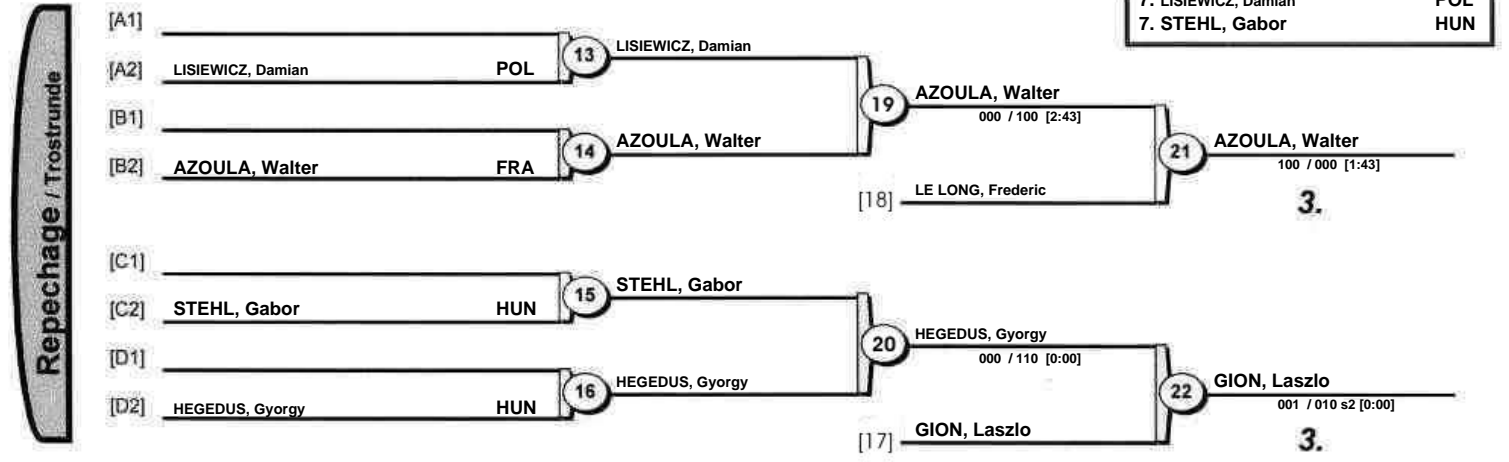 7. LISIEWICZ, Damian POL
7. STEHL, Gabor HUN
Repechage / Trostrunde
[A1]
[A2] LISIEWICZ, Damian POL
13 LISIEWICZ, Damian
[B1]
[B2] AZOULA, Walter FRA
14 AZOULA, Walter
19 AZOULA, Walter
000 / 100 [2:43]
[18] LE LONG, Frederic
21 AZOULA, Walter
100 / 000 [1:43]
3.
[C1]
[C2] STEHL, Gabor HUN
15 STEHL, Gabor
[D1]
[D2] HEGEDUS, Gyorgy HUN
16 HEGEDUS, Gyorgy
20 HEGEDUS, Gyorgy
000 / 110 [0:00]
[17] GION, Laszlo
22 GION, Laszlo
001 / 010 s2 [0:00]
3.